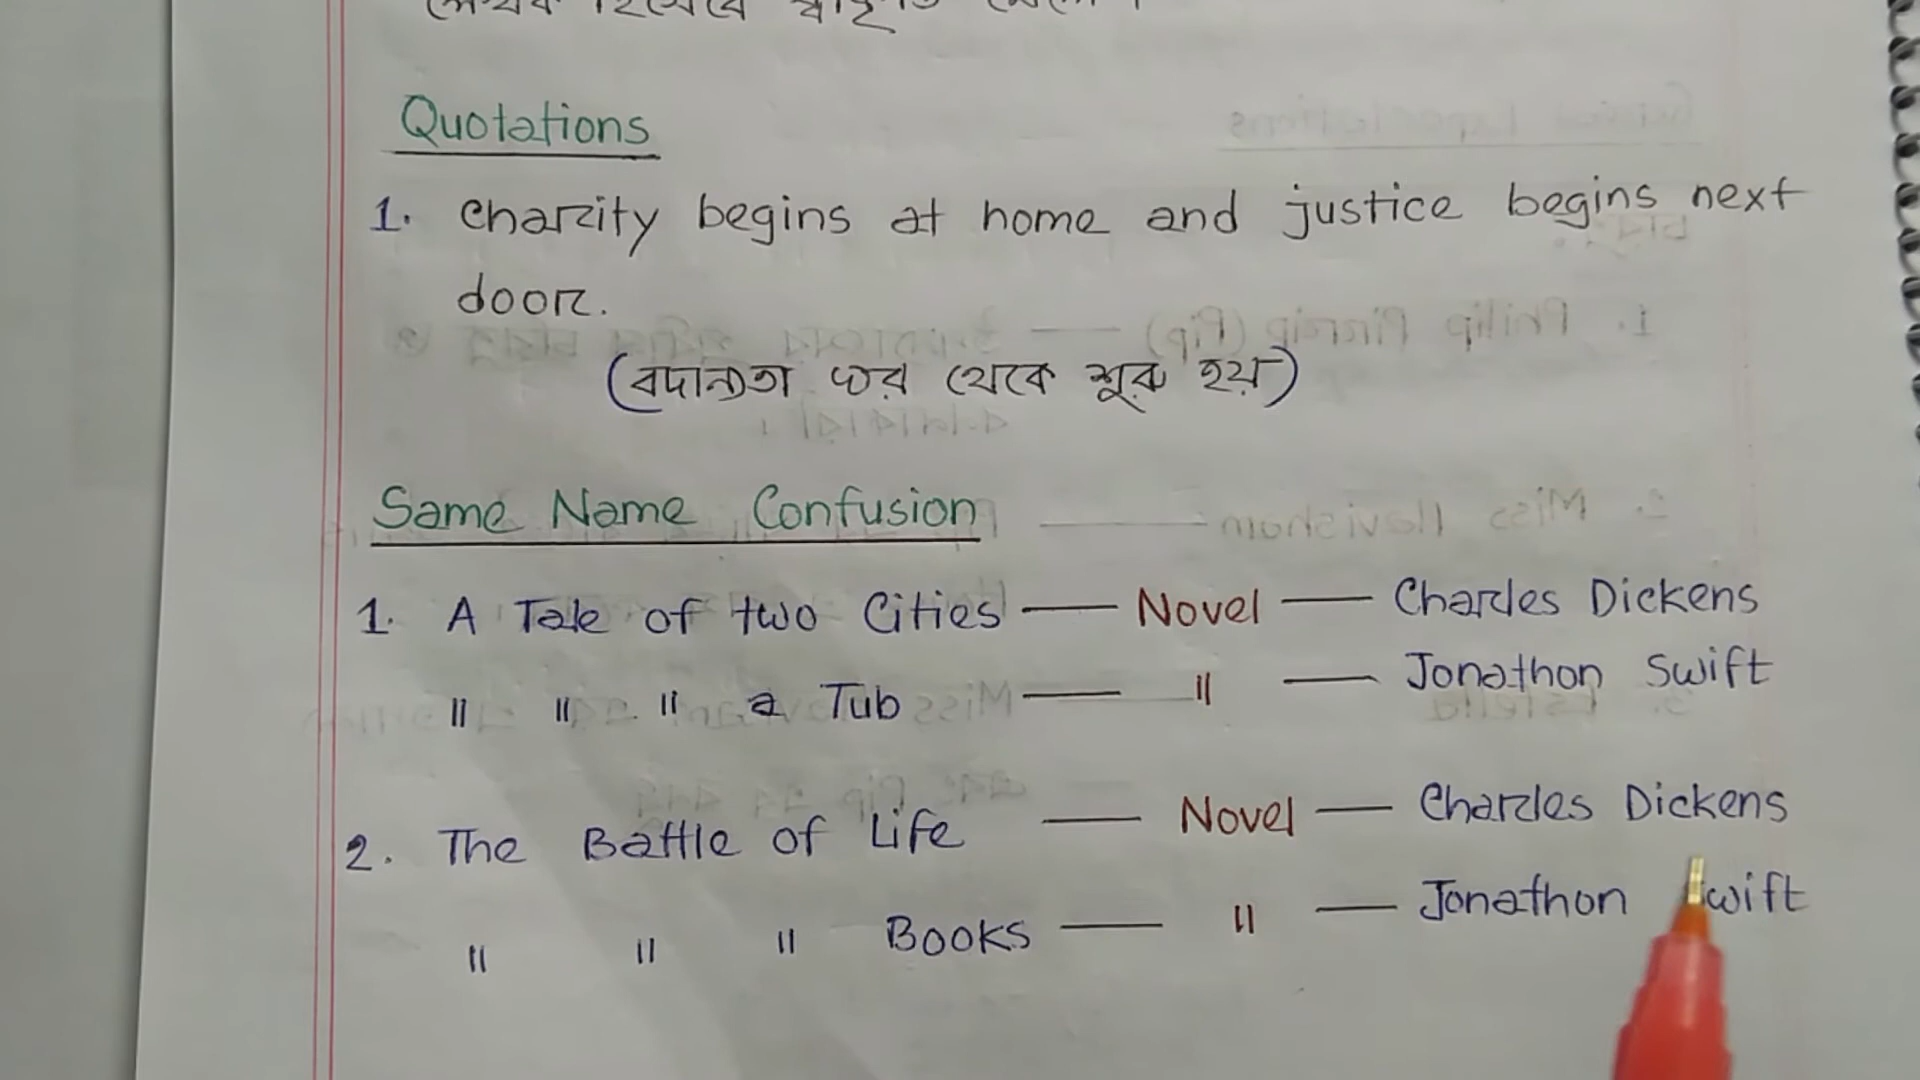 লেখক হিসেবে স্বীকৃতি মেলে।
Quotations
1. Charity begins at home and justice begins next
door.
(বদান্যতা ঘর থেকে শুরু হয়)
Same Name Confusion
1. A Tale of two Cities — Novel — Charles Dickens
" " " a Tub — " — Jonathon Swift
2. The Battle of Life — Novel — Charles Dickens
" " " Books — " — Jonathon Swift